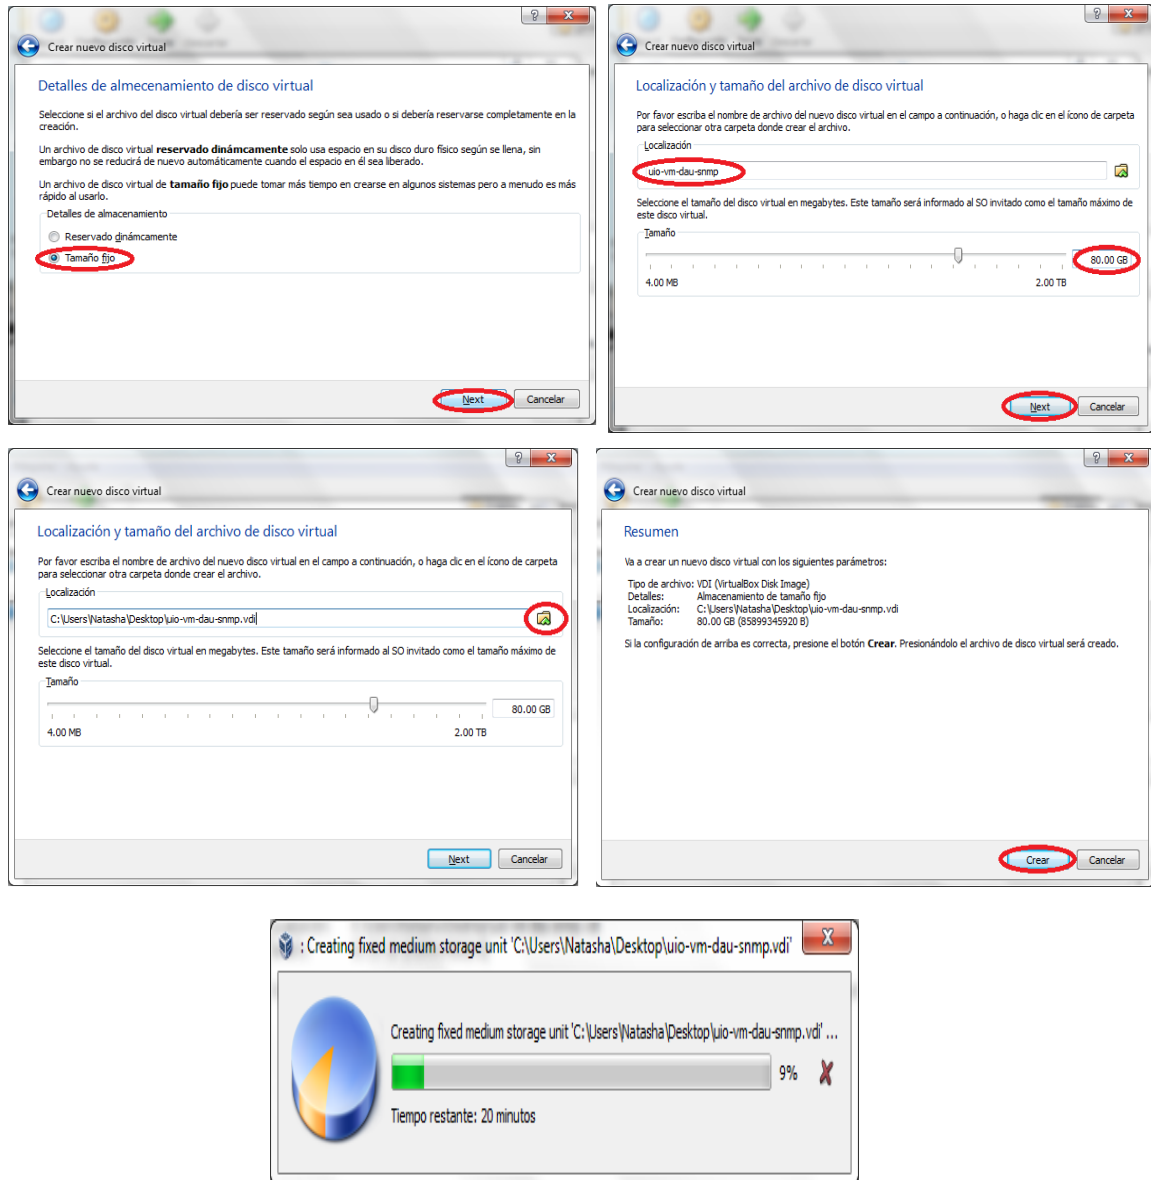 Crear nuevo disco virtual
Detalles de almecenamiento de disco virtual
Seleccione si el archivo del disco virtual debería ser reservado según sea usado o si debería reservarse completamente en la
creación.
Un archivo de disco virtual reservado dinámcamente solo usa espacio en su disco duro físico según se llena, sin
embargo no se reducirá de nuevo automáticamente cuando el espacio en él sea liberado.
Un archivo de disco virtual de tamaño fijo puede tomar más tiempo en crearse en algunos sistemas pero a menudo es más
rápido al usarlo.
Detalles de almacenamiento
Reservado dinámcamente
Tamaño fijo
Next
Cancelar
Crear nuevo disco virtual
Localización y tamaño del archivo de disco virtual
Por favor escriba el nombre de archivo del nuevo disco virtual en el campo a continuación, o haga clic en el ícono de carpeta
para seleccionar otra carpeta donde crear el archivo.
Localización
uio-vm-dau-snmp
Seleccione el tamaño del disco virtual en megabytes. Este tamaño será informado al SO invitado como el tamaño máximo de
este disco virtual.
Tamaño
80.00 GB
4.00 MB
2.00 TB
Next
Cancelar
Crear nuevo disco virtual
Localización y tamaño del archivo de disco virtual
Por favor escriba el nombre de archivo del nuevo disco virtual en el campo a continuación, o haga clic en el ícono de carpeta
para seleccionar otra carpeta donde crear el archivo.
Localización
C:\Users\Natasha\Desktop\uio-vm-dau-snmp.vdi
Seleccione el tamaño del disco virtual en megabytes. Este tamaño será informado al SO invitado como el tamaño máximo de
este disco virtual.
Tamaño
80.00 GB
4.00 MB
2.00 TB
Next
Cancelar
Crear nuevo disco virtual
Resumen
Va a crear un nuevo disco virtual con los siguientes parámetros:
Tipo de archivo: VDI (VirtualBox Disk Image)
Detalles: Almacenamiento de tamaño fijo
Localización: C:\Users\Natasha\Desktop\uio-vm-dau-snmp.vdi
Tamaño: 80.00 GB (85899345920 B)
Si la configuración de arriba es correcta, presione el botón Crear. Presionándolo el archivo de disco virtual será creado.
Crear
Cancelar
: Creating fixed medium storage unit 'C:\Users\Natasha\Desktop\uio-vm-dau-snmp.vdi'
Creating fixed medium storage unit 'C:\Users\Natasha\Desktop\uio-vm-dau-snmp.vdi' ...
9%
Tiempo restante: 20 minutos